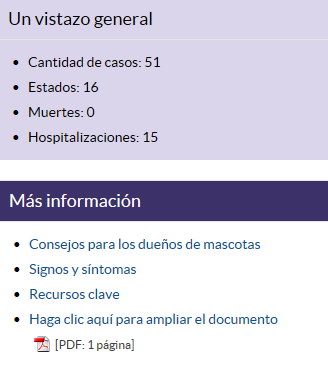 Un vistazo general
Cantidad de casos: 51
Estados: 16
Muertes: 0
Hospitalizaciones: 15
Más información
Consejos para los dueños de mascotas
Signos y síntomas
Recursos clave
Haga clic aquí para ampliar el documento
[PDF: 1 página]